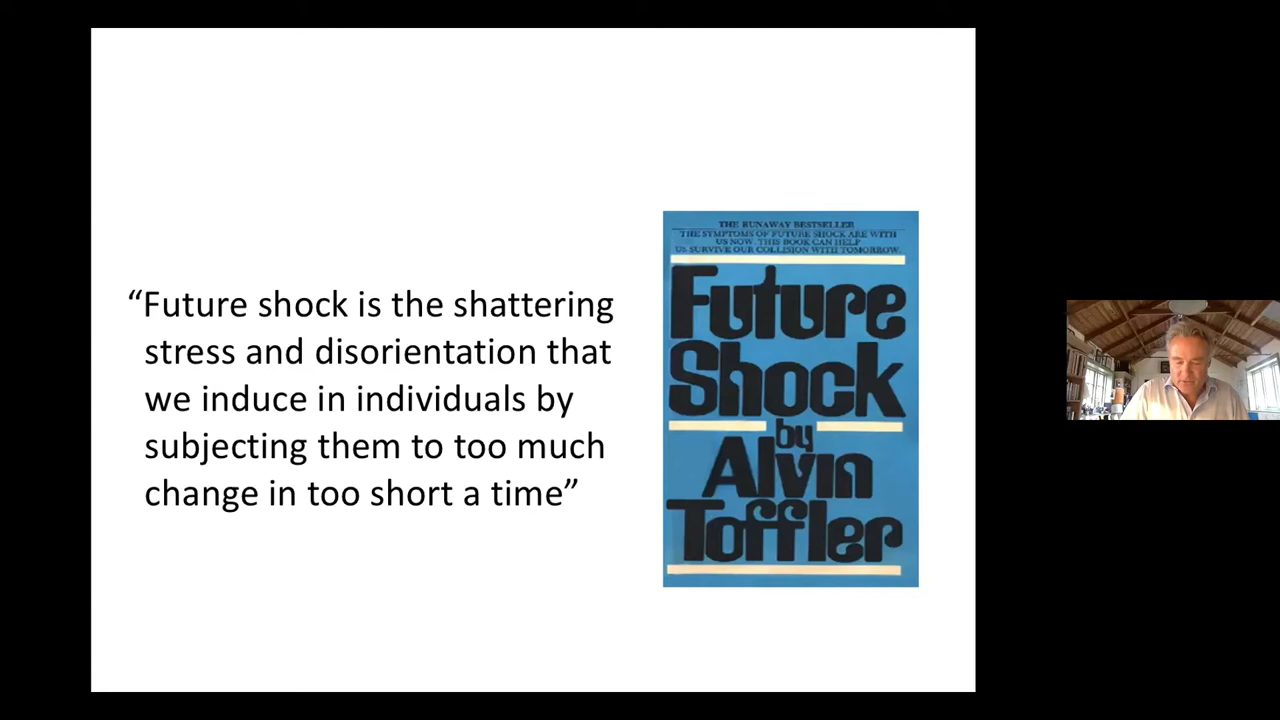 “Future shock is the shattering
stress and disorientation that
we induce in individuals by
subjecting them to too much
change in too short a time”
THE RUNAWAY BESTSELLER
THE SYMPTOMS OF FUTURE SHOCK ARE WITH
US NOW. THIS BOOK CAN HELP
US SURVIVE OUR COLLISION WITH TOMORROW.
Future
Shock
by
Alvin
Toffler